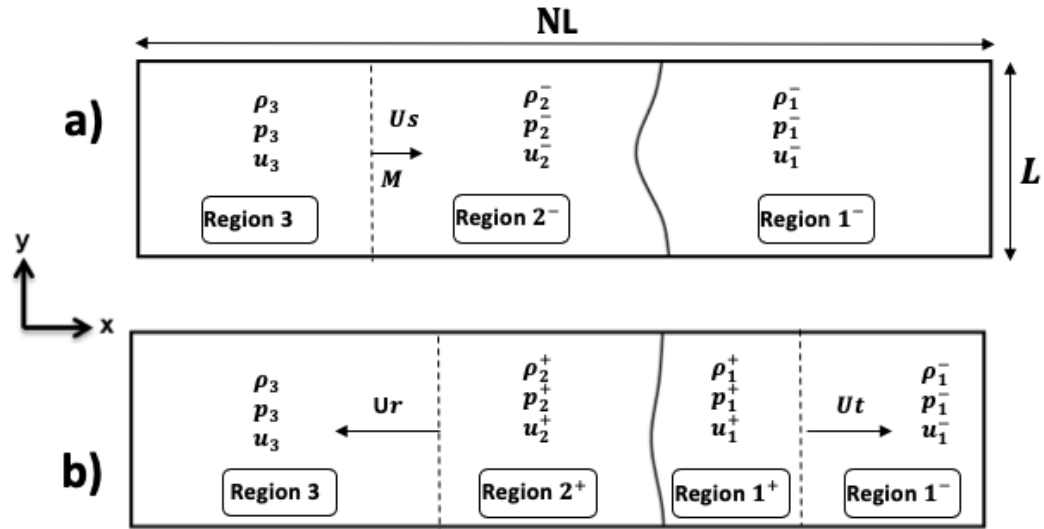 NL
a)
ρ₃
p₃
u₃
Us
M
ρ₂⁻
p₂⁻
u₂⁻
ρ₁⁻
p₁⁻
u₁⁻
L
Region 3
Region 2⁻
Region 1⁻
y
x
b)
ρ₃
p₃
u₃
Ur
ρ₂⁺
p₂⁺
u₂⁺
ρ₁⁺
p₁⁺
u₁⁺
Ut
ρ₁⁻
p₁⁻
u₁⁻
Region 3
Region 2⁺
Region 1⁺
Region 1⁻